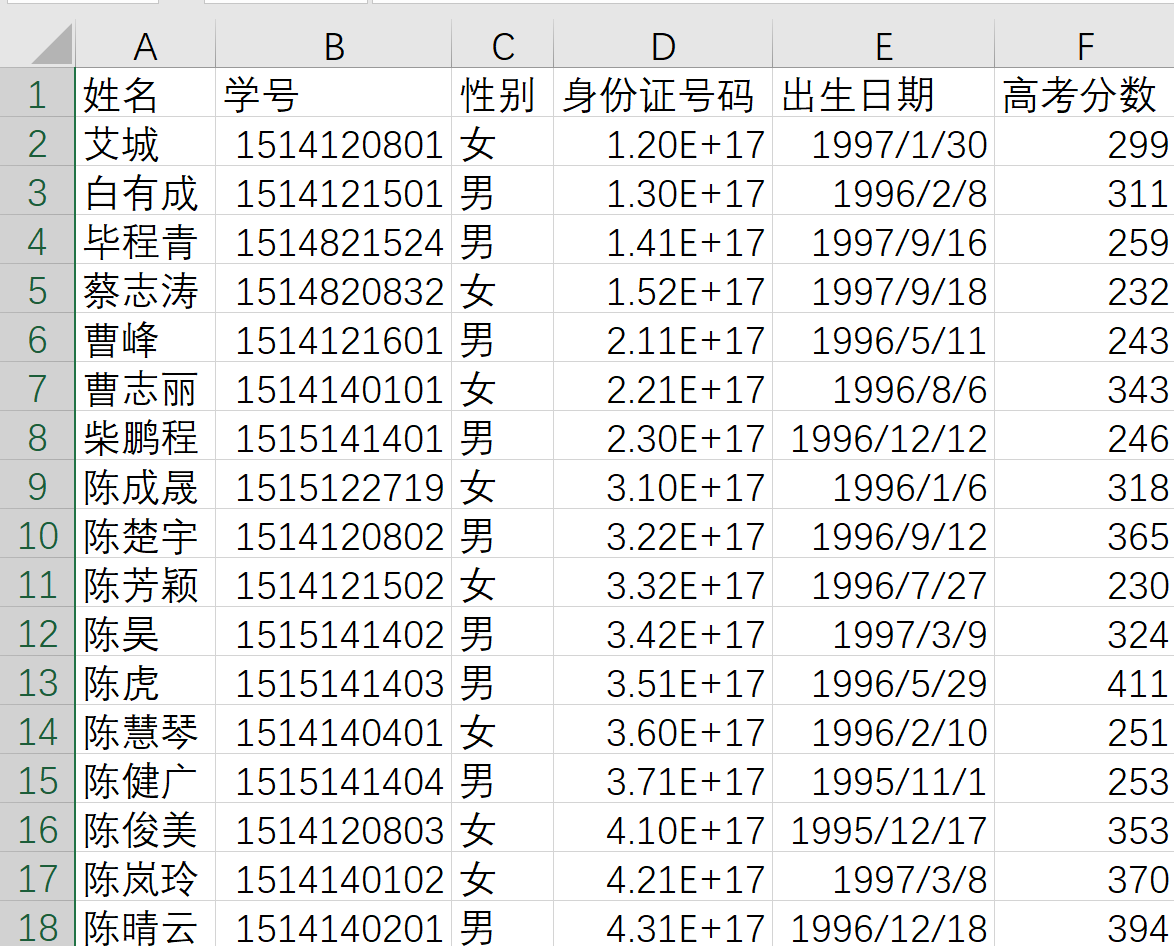 A B C D E F
1 姓名 学号 性别 身份证号码 出生日期 高考分数
2 艾城 1514120801 女 1.20E+17 1997/1/30 299
3 白有成 1514121501 男 1.30E+17 1996/2/8 311
4 毕程青 1514821524 男 1.41E+17 1997/9/16 259
5 蔡志涛 1514820832 女 1.52E+17 1997/9/18 232
6 曹峰 1514121601 男 2.11E+17 1996/5/11 243
7 曹志丽 1514140101 女 2.21E+17 1996/8/6 343
8 柴鹏程 1515141401 男 2.30E+17 1996/12/12 246
9 陈成晟 1515122719 女 3.10E+17 1996/1/6 318
10 陈楚宇 1514120802 男 3.22E+17 1996/9/12 365
11 陈芳颖 1514121502 女 3.32E+17 1996/7/27 230
12 陈昊 1515141402 男 3.42E+17 1997/3/9 324
13 陈虎 1515141403 男 3.51E+17 1996/5/29 411
14 陈慧琴 1514140401 女 3.60E+17 1996/2/10 251
15 陈健广 1515141404 男 3.71E+17 1995/11/1 253
16 陈俊美 1514120803 女 4.10E+17 1995/12/17 353
17 陈岚玲 1514140102 女 4.21E+17 1997/3/8 370
18 陈晴云 1514140201 男 4.31E+17 1996/12/18 394